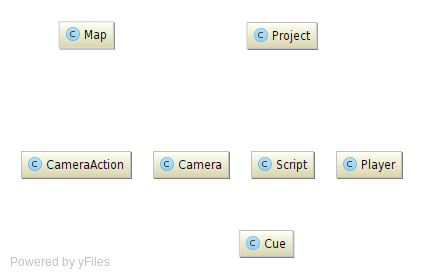 C Map
C Project
C CameraAction
C Camera
C Script
C Player
C Cue
Powered by yFiles